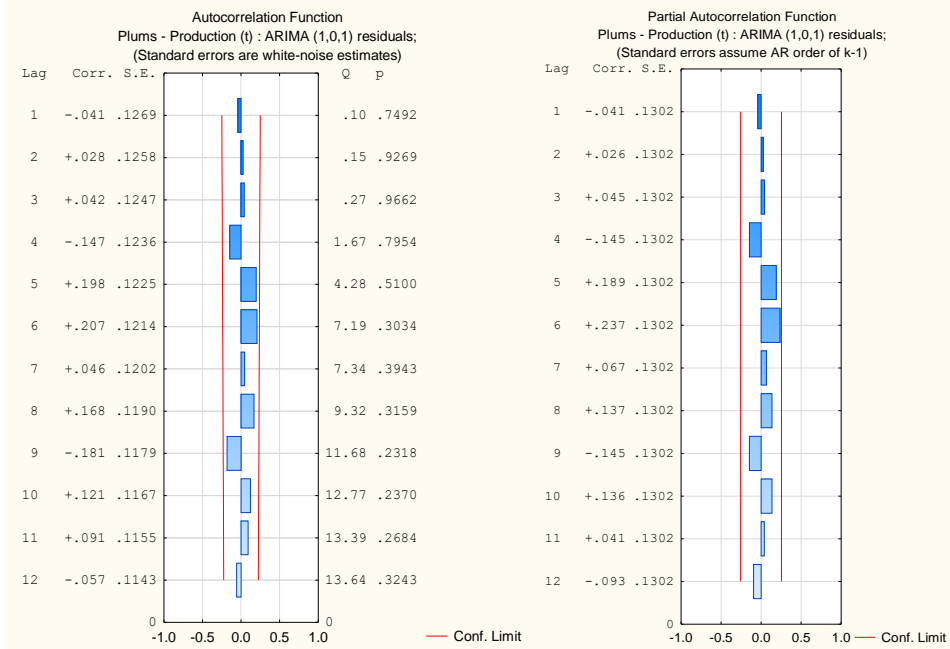 Autocorrelation Function
Plums - Production (t) : ARIMA (1,0,1) residuals;
(Standard errors are white-noise estimates)
Lag Corr. S.E. Q p
1 -.041 .1269 .10 .7492
2 +.028 .1258 .15 .9269
3 +.042 .1247 .27 .9662
4 -.147 .1236 1.67 .7954
5 +.198 .1225 4.28 .5100
6 +.207 .1214 7.19 .3034
7 +.046 .1202 7.34 .3943
8 +.168 .1190 9.32 .3159
9 -.181 .1179 11.68 .2318
10 +.121 .1167 12.77 .2370
11 +.091 .1155 13.39 .2684
12 -.057 .1143 13.64 .3243
0 0
-1.0 -0.5 0.0 0.5 1.0
Conf. Limit
Partial Autocorrelation Function
Plums - Production (t) : ARIMA (1,0,1) residuals;
(Standard errors assume AR order of k-1)
Lag Corr. S.E.
1 -.041 .1302
2 +.026 .1302
3 +.045 .1302
4 -.145 .1302
5 +.189 .1302
6 +.237 .1302
7 +.067 .1302
8 +.137 .1302
9 -.145 .1302
10 +.136 .1302
11 +.041 .1302
12 -.093 .1302
0
-1.0 -0.5 0.0 0.5 1.0
Conf. Limit